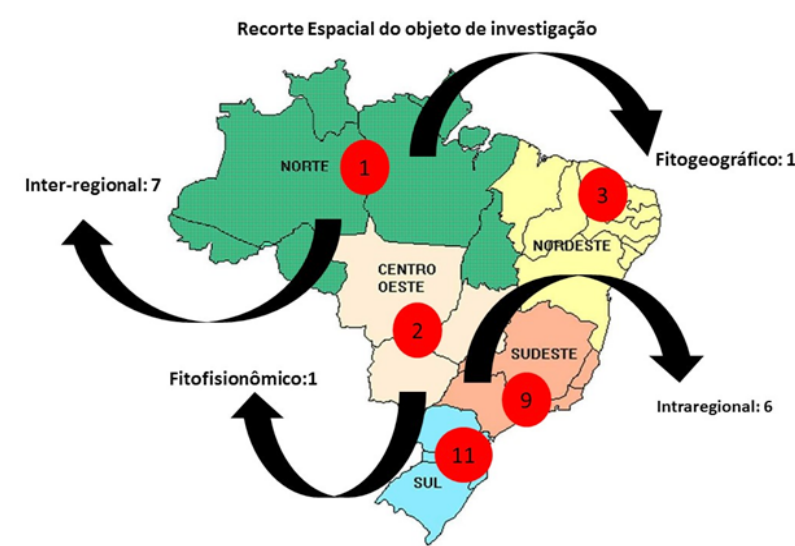 Recorte Espacial do objeto de investigação
NORTE
1
Fitogeográfico: 1
Inter-regional: 7
3
NORDESTE
CENTRO
OESTE
2
SUDESTE
Fitofisionômico:1
9
Intraregional: 6
11
SUL